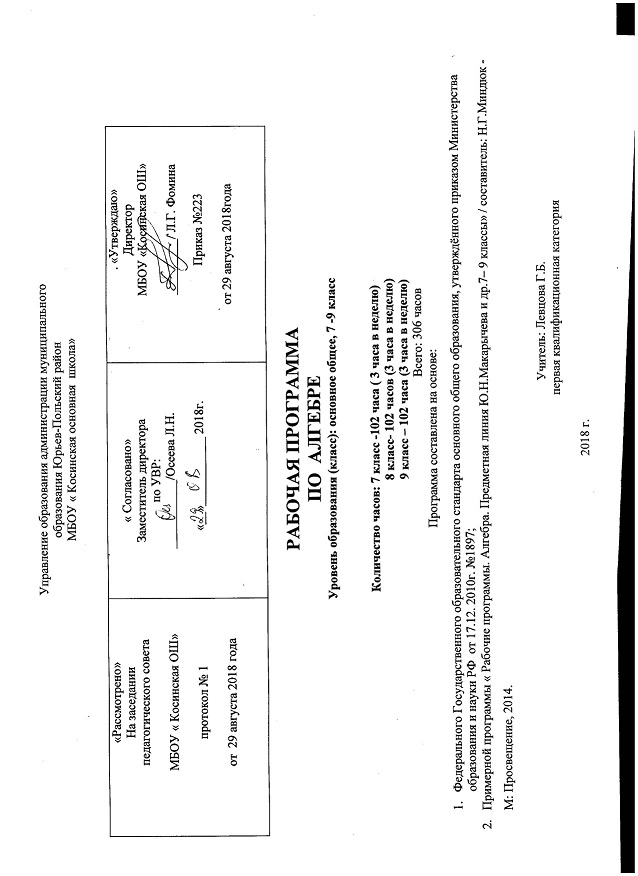 Управление образования администрации муниципального
образования Юрьев-Польский район
МБОУ « Косинская основная школа»
«Рассмотрено»
На заседании
педагогического совета
МБОУ « Косинская ОШ»
протокол № 1
от 29 августа 2018 года
« Согласовано»
Заместитель директора
по УВР:
/Осеева Л.Н.
«29» 08 2018г.
. «Утверждаю»
Директор
МБОУ «Косинская ОШ»
/ Л.Г. Фомина
Приказ №223
от 29 августа 2018года
РАБОЧАЯ ПРОГРАММА
ПО АЛГЕБРЕ
Уровень образования (класс): основное общее, 7 -9 класс
Количество часов: 7 класс -102 часа ( 3 часа в неделю)
8 класс- 102 часов (3 часа в неделю)
9 класс – 102 часа (3 часа в неделю)
Всего: 306 часов
Программа составлена на основе:
1. Федерального Государственного образовательного стандарта основного общего образования, утверждённого приказом Министерства
образования и науки РФ от 17.12. 2010г. №1897;
2. Примерной программы « Рабочие программы. Алгебра. Предметная линия Ю.Н.Макарычева и др.7– 9 классы» / составитель: Н.Г.Миндюк -
М: Просвещение, 2014.
Учитель: Левцова Г.Б.
первая квалификационная категория
2018 г.